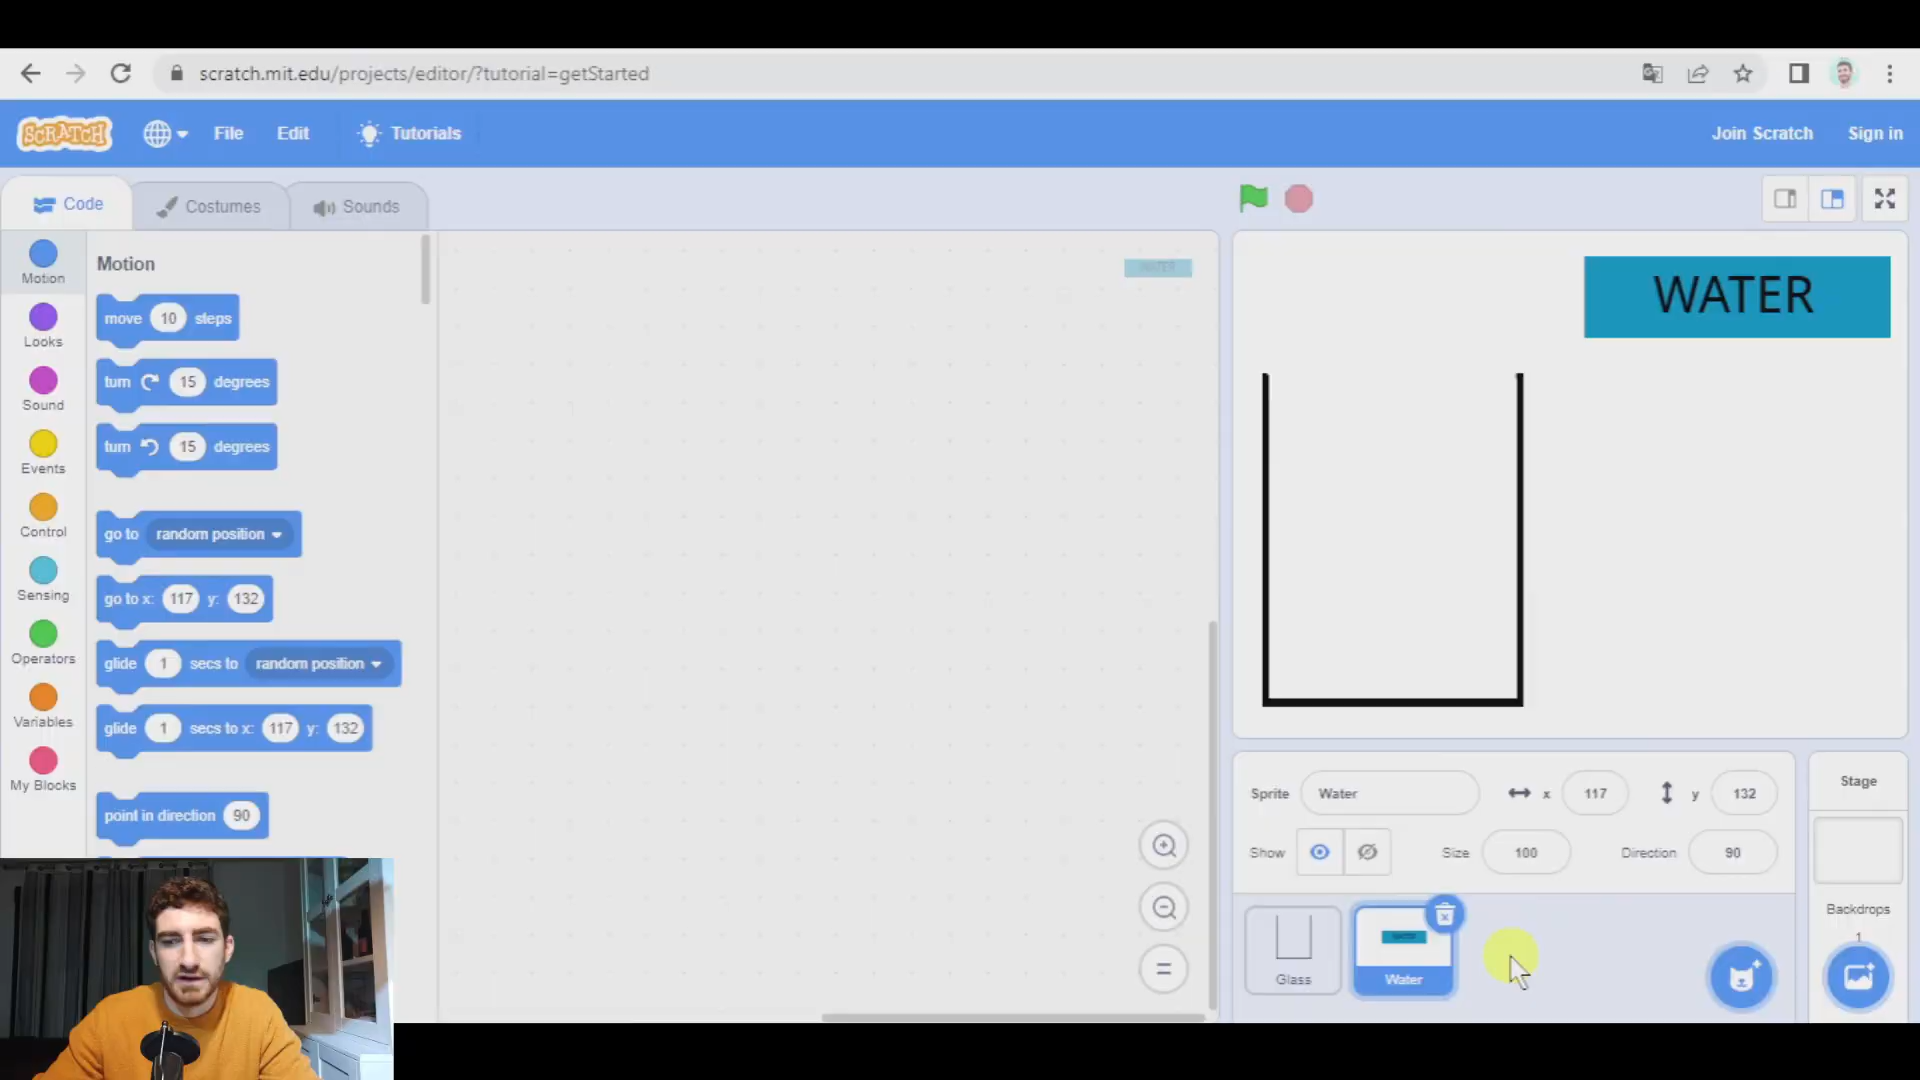 scratch.mit.edu/projects/editor/?tutorial=getStarted
SCRATCH
File
Edit
Tutorials
Join Scratch
Sign in
Code
Costumes
Sounds
Motion
Looks
Sound
Events
Control
Sensing
Operators
Variables
My Blocks
Motion
move 10 steps
turn 15 degrees
turn 15 degrees
go to random position
go to x: 117 y: 132
glide 1 secs to random position
glide 1 secs to x: 117 y: 132
point in direction 90
WATER
WATER
Sprite Water x 117 y 132
Show Size 100 Direction 90
Glass
WATER
Water
Stage
Backdrops
1